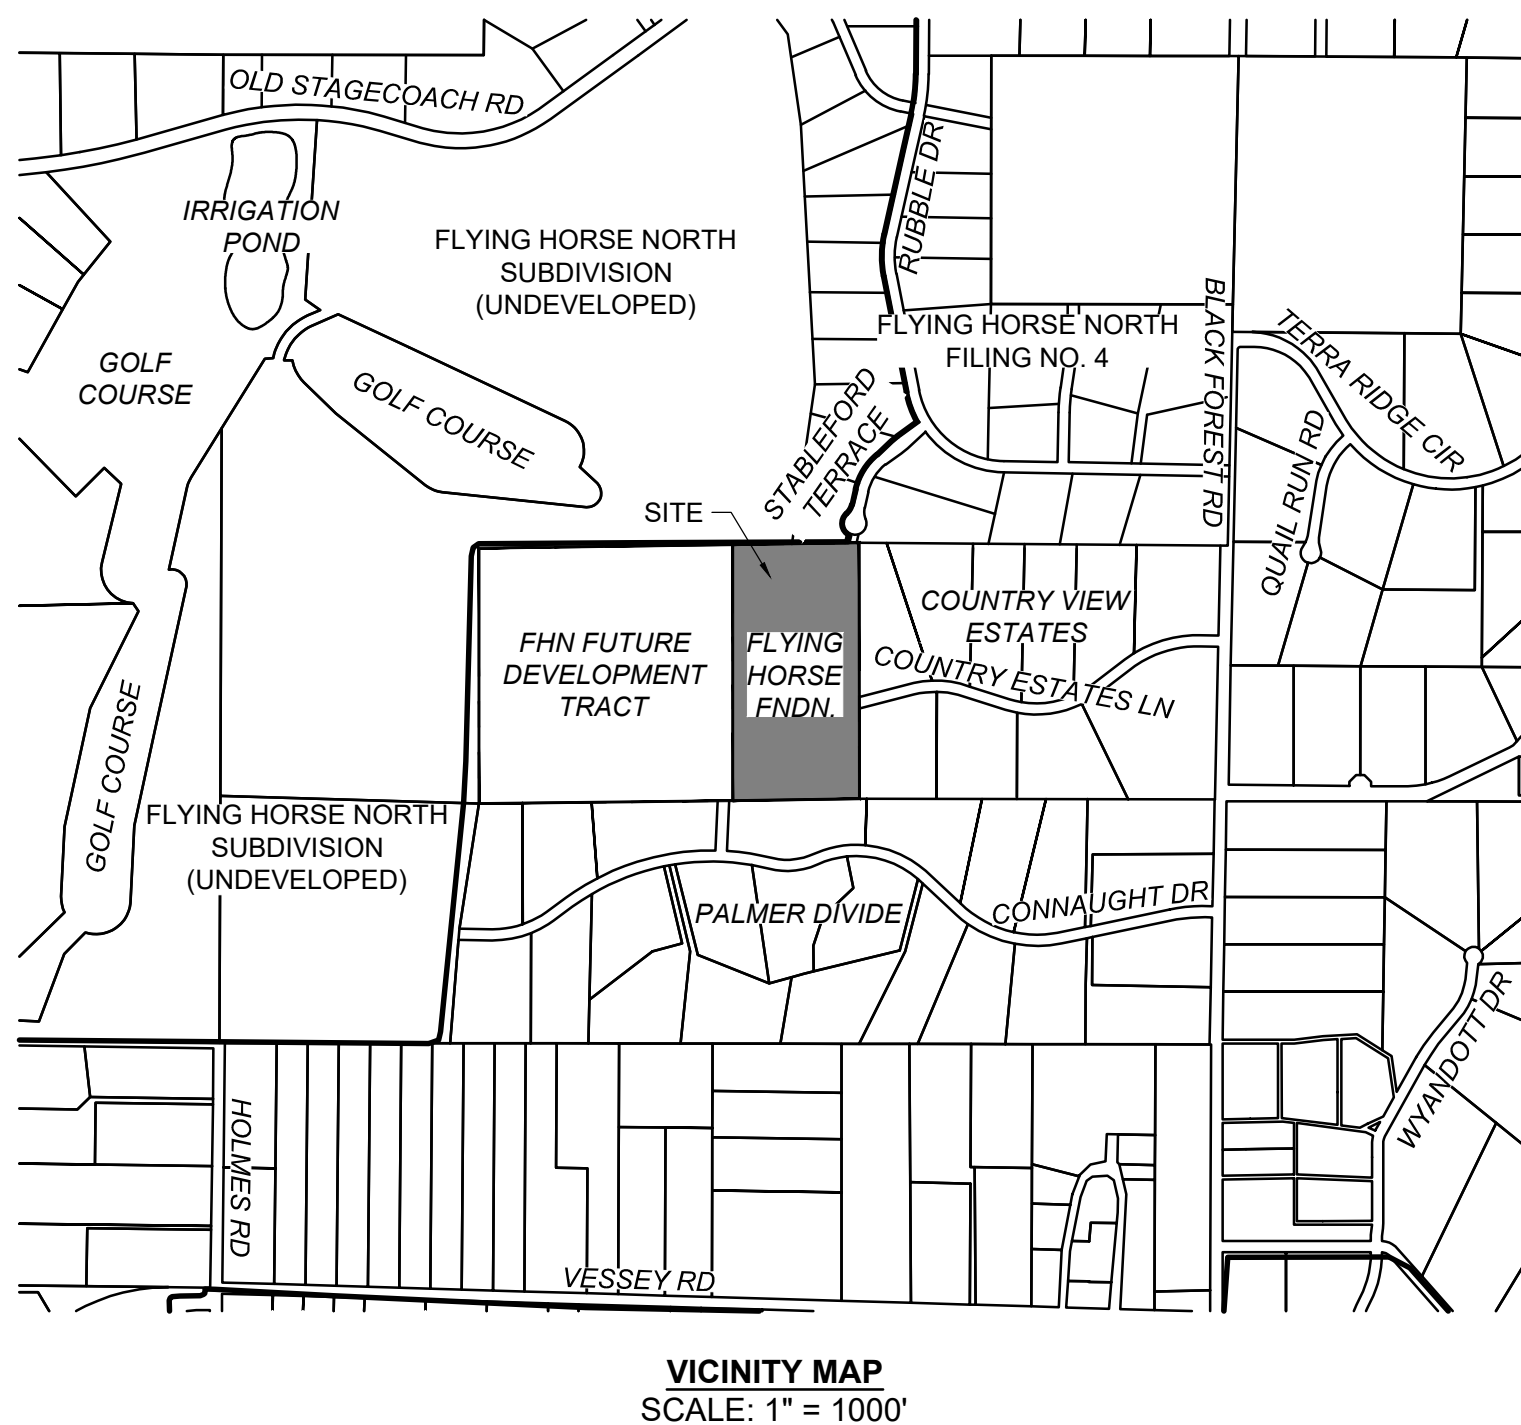 OLD STAGECOACH RD
IRRIGATION
POND
FLYING HORSE NORTH
SUBDIVISION
(UNDEVELOPED)
RUBBLE DR
BLACK FOREST RD
FLYING HORSE NORTH
FILING NO. 4
TERRA RIDGE CIR
GOLF
COURSE
GOLF COURSE
STABLEFORD
TERRACE
QUAIL RUN RD
SITE
COUNTRY VIEW
ESTATES
FHN FUTURE
DEVELOPMENT
TRACT
FLYING
HORSE
FNDN.
COUNTRY ESTATES LN
GOLF COURSE
FLYING HORSE NORTH
SUBDIVISION
(UNDEVELOPED)
PALMER DIVIDE
CONNAUGHT DR
WYANDOTT DR
HOLMES RD
VESSEY RD
VICINITY MAP
SCALE: 1" = 1000'